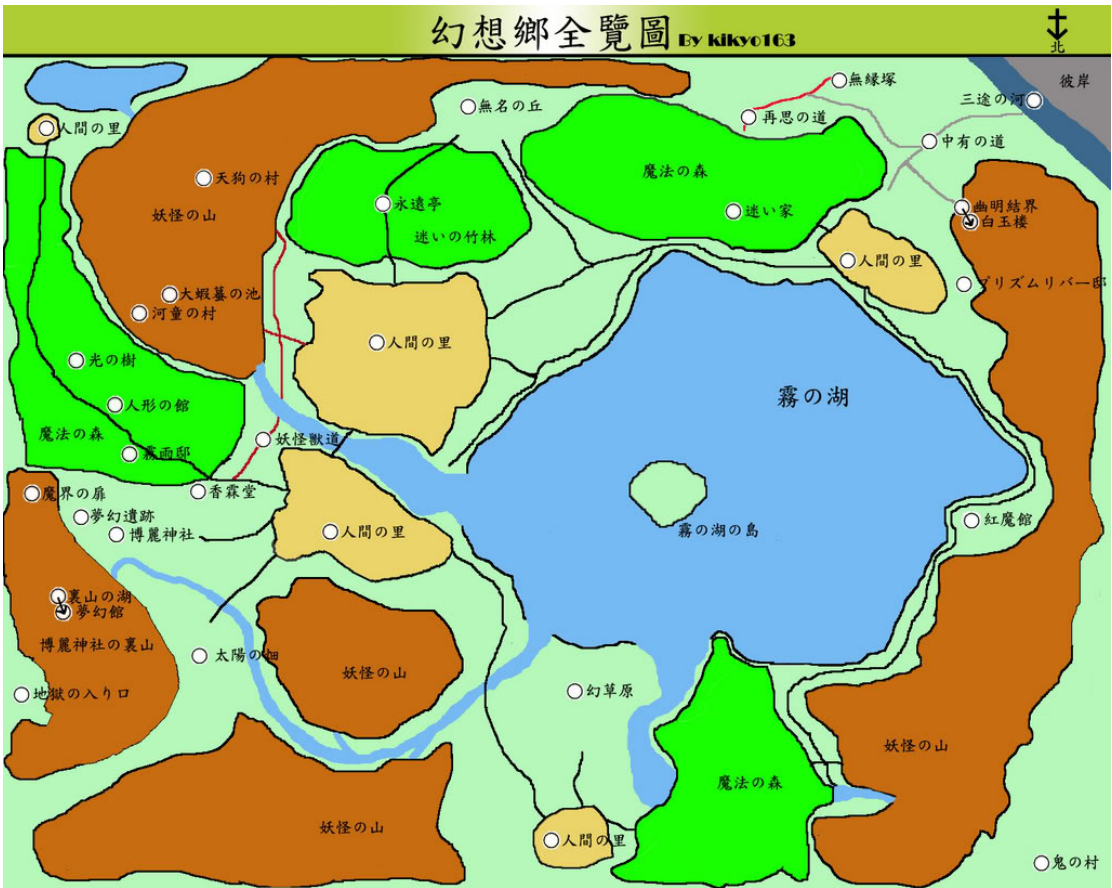 幻想郷全覽圖 By kikyo163
北
彼岸
無縁塚
三途の河
無名の丘
再思の道
人間の里
中有の道
魔法の森
天狗の村
妖怪の山
永遠亭
迷い家
幽明結界
白玉楼
迷いの竹林
人間の里
プリズムリバー邸
大蝦蟇の池
河童の村
人間の里
光の樹
霧の湖
人形の館
魔法の森
妖怪獣道
霧雨邸
魔界の扉
香霖堂
夢幻遺跡
紅魔館
博麗神社
人間の里
霧の湖の島
裏山の湖
夢幻館
博麗神社の裏山
太陽の畑
妖怪の山
地獄の入り口
幻草原
妖怪の山
魔法の森
妖怪の山
人間の里
鬼の村